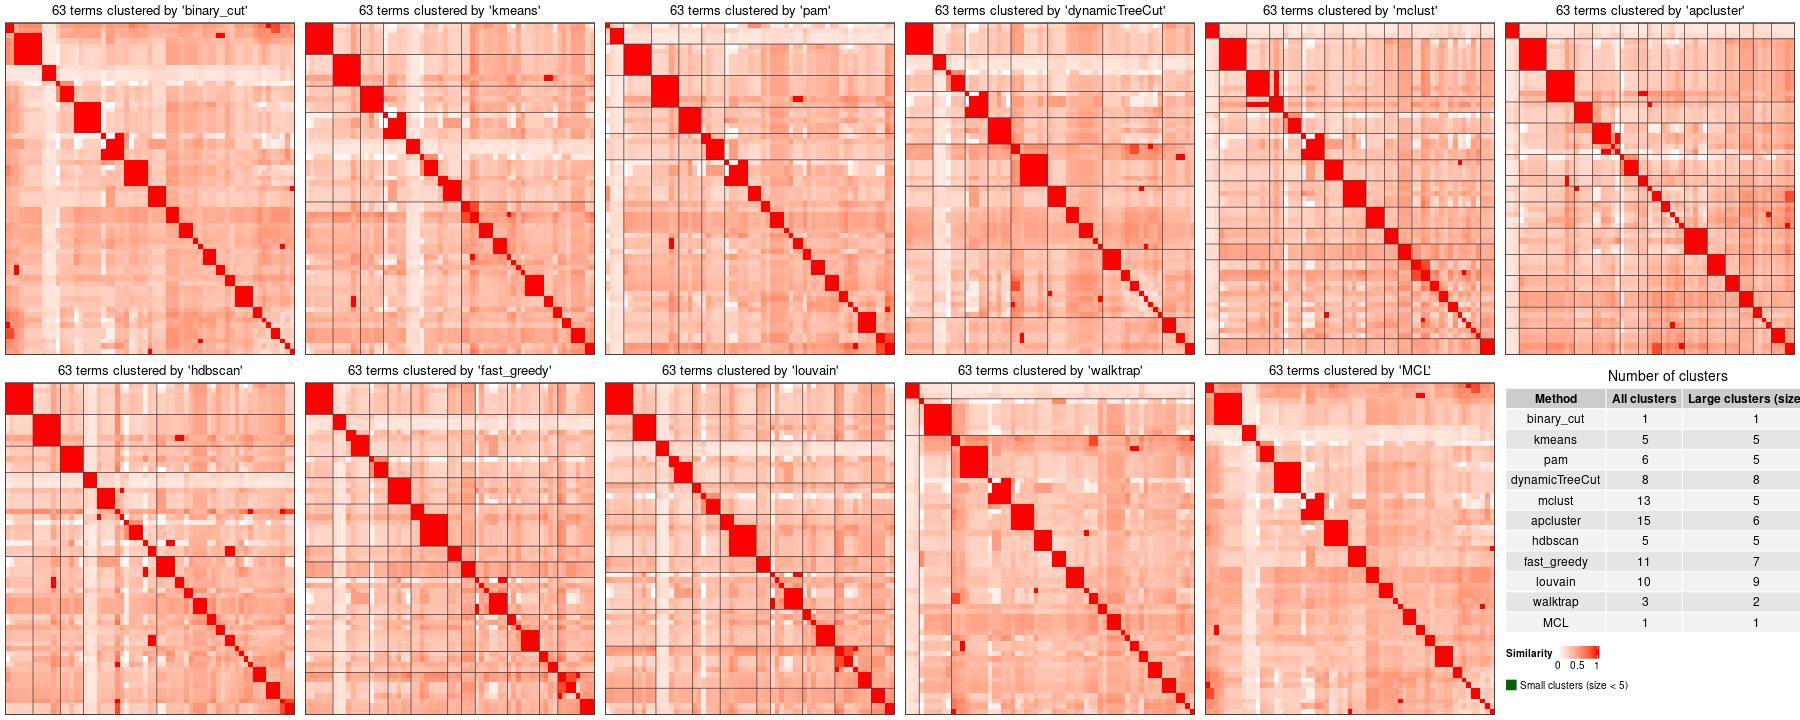 63 terms clustered by 'binary_cut'
63 terms clustered by 'kmeans'
63 terms clustered by 'pam'
63 terms clustered by 'dynamicTreeCut'
63 terms clustered by 'mclust'
63 terms clustered by 'apcluster'
63 terms clustered by 'hdbscan'
63 terms clustered by 'fast_greedy'
63 terms clustered by 'louvain'
63 terms clustered by 'walktrap'
63 terms clustered by 'MCL'
Number of clusters
Method All clusters Large clusters (size
binary_cut 1 1
kmeans 5 5
pam 6 5
dynamicTreeCut 8 8
mclust 13 5
apcluster 15 6
hdbscan 5 5
fast_greedy 11 7
louvain 10 9
walktrap 3 2
MCL 1 1
Similarity
0 0.5 1
Small clusters (size < 5)